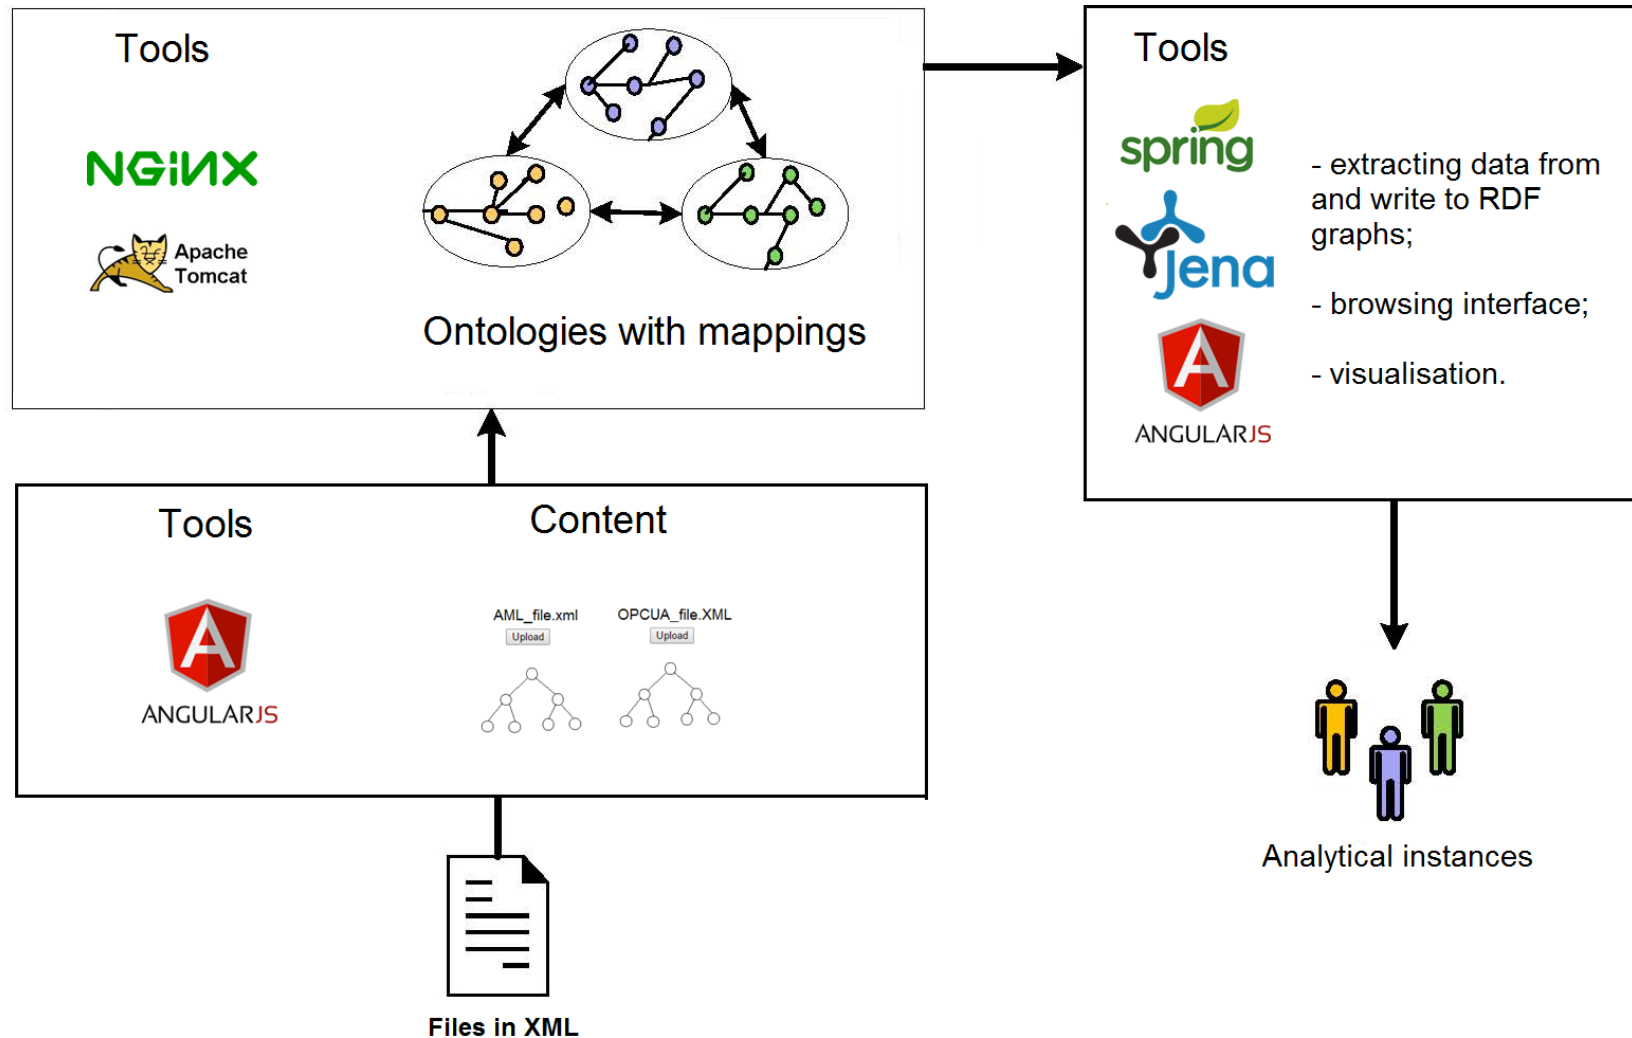 Tools
NGiNX
Apache
Tomcat
Ontologies with mappings
Tools
spring
Jena
ANGULARJS
- extracting data from
and write to RDF
graphs;
- browsing interface;
- visualisation.
Tools
Content
A
ANGULARJS
AML_file.xml
Upload
OPCUA_file.XML
Upload
Files in XML
Analytical instances